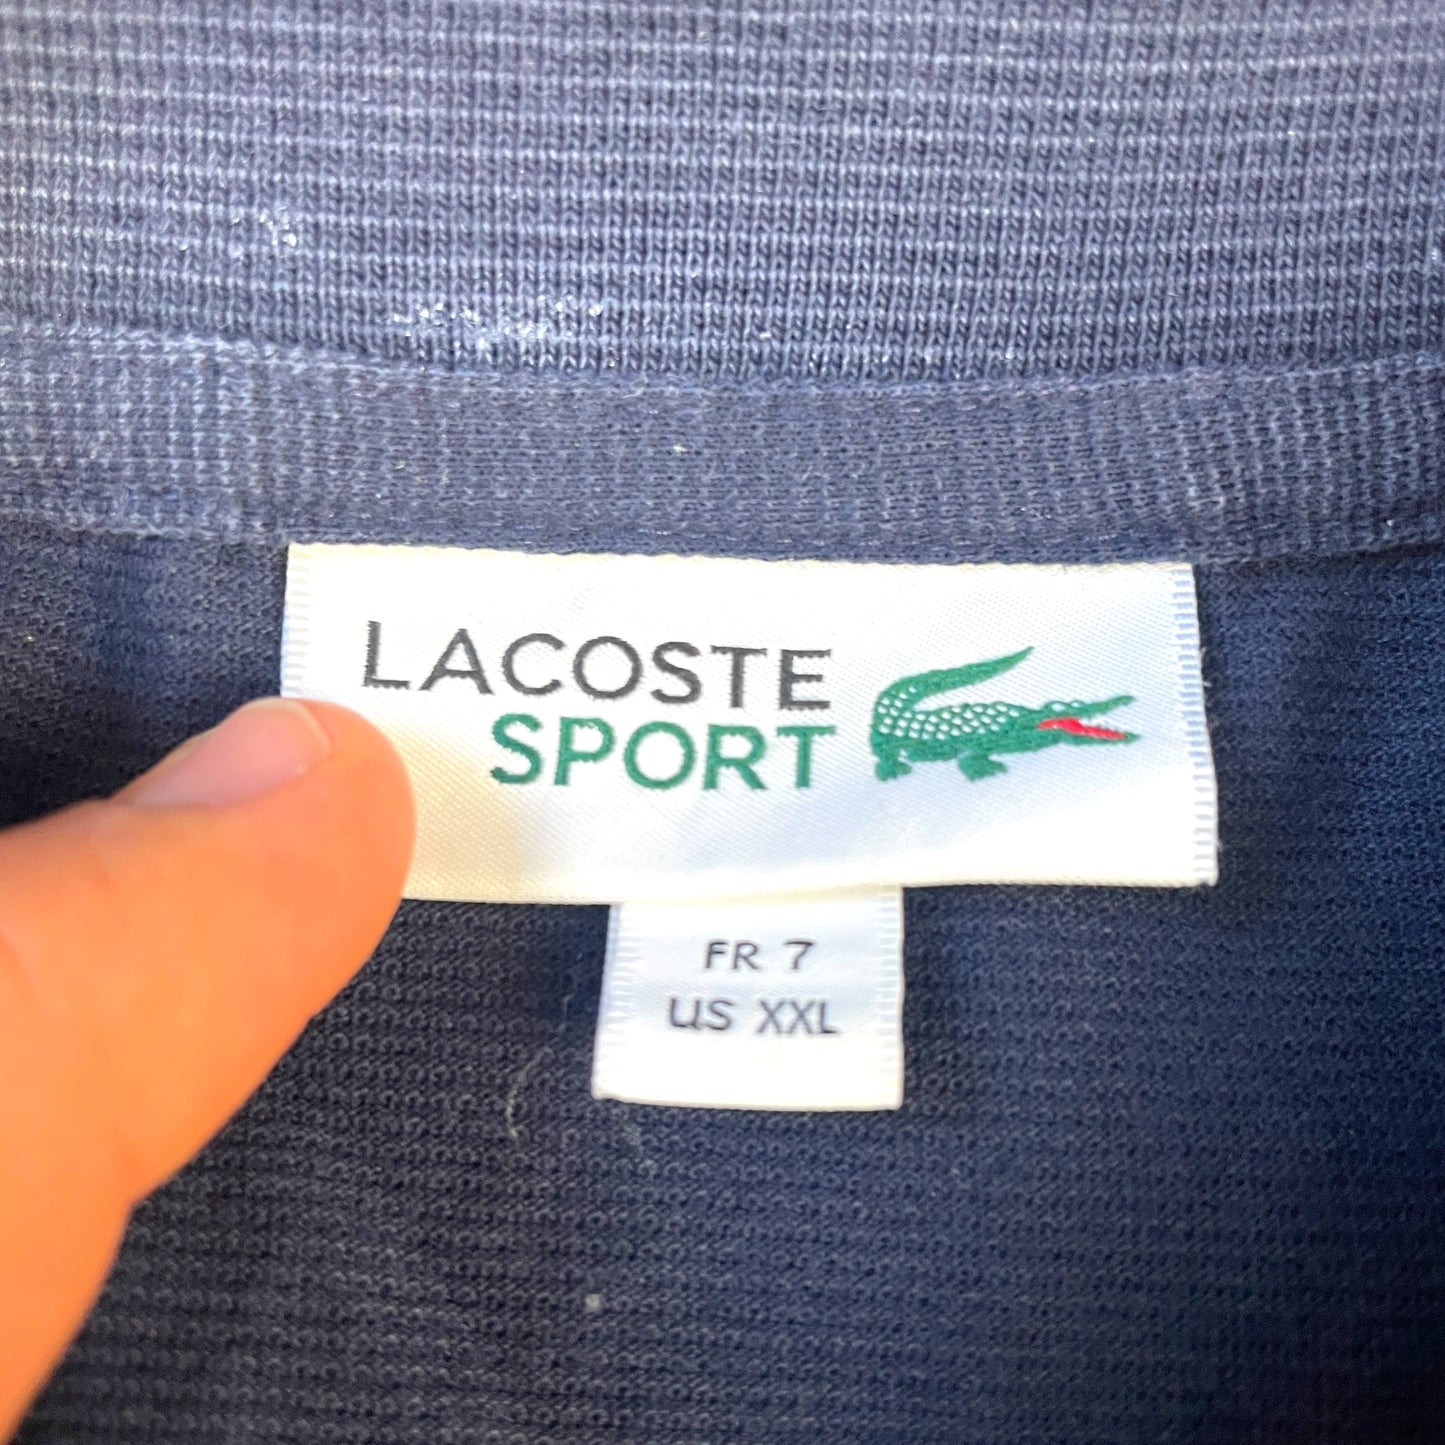 LACOSTE
SPORT
FR 7
US XXL